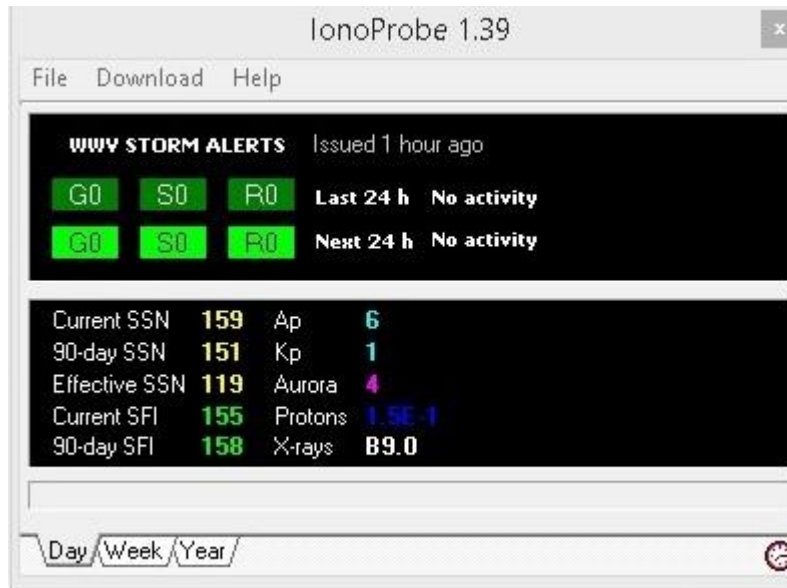 IonoProbe 1.39
x
File Download Help
WWV STORM ALERTS Issued 1 hour ago
G0 S0 R0 Last 24 h No activity
G0 S0 R0 Next 24 h No activity
Current SSN 159 Ap 6
90-day SSN 151 Kp 1
Effective SSN 119 Aurora 4
Current SFI 155 Protons 1.5E-1
90-day SFI 158 X-rays B9.0
Day Week Year